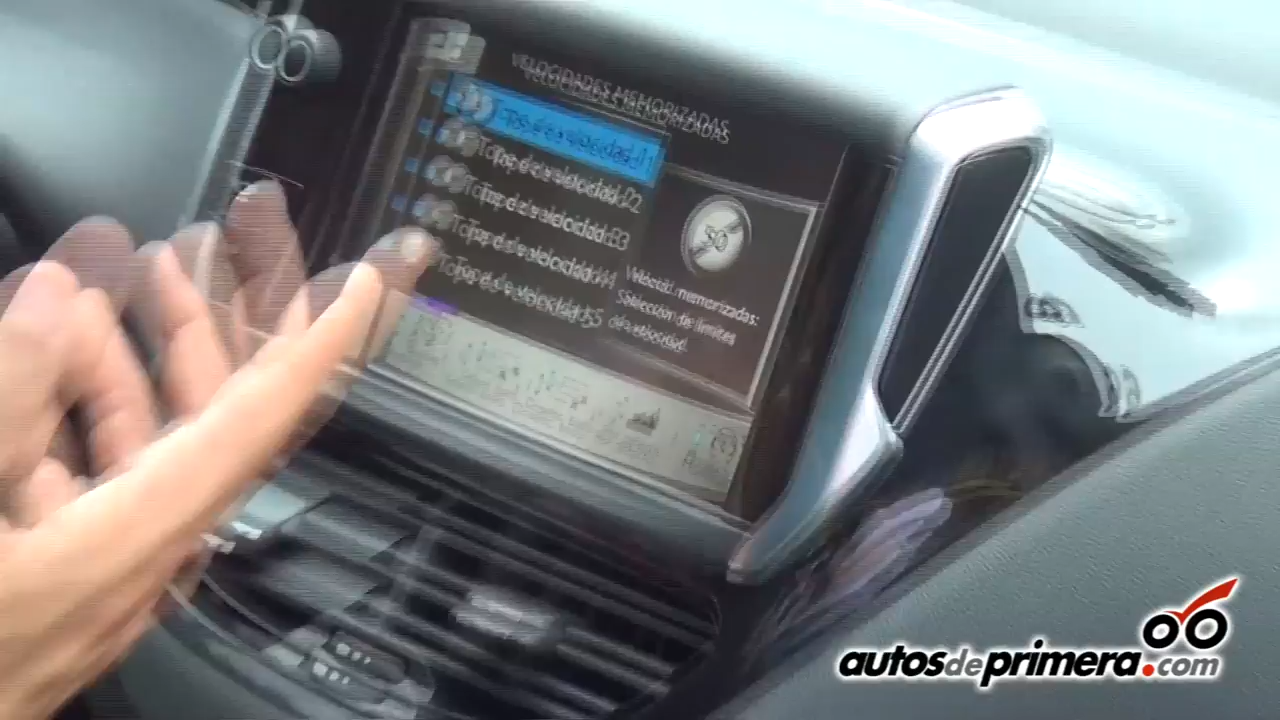 VELOCIDADES MEMORIZADAS
Tope de velocidad 1
Tope de velocidad 2
Tope de velocidad 3
Tope de velocidad 4
Tope de velocidad 5
Velocid. memorizadas:
Selección de límites
de velocidad.
autosdeprimera.com